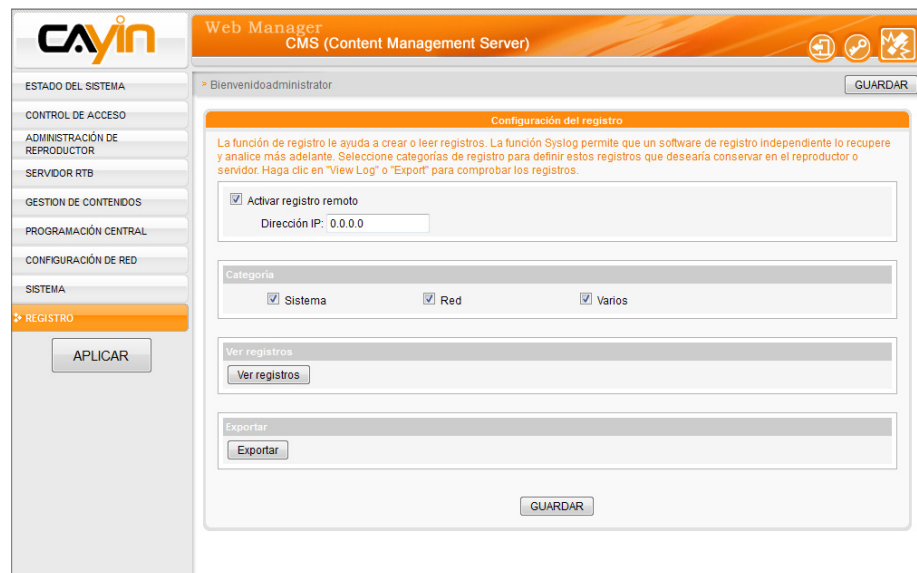 CAYIN
Web Manager
CMS (Content Management Server)
ESTADO DEL SISTEMA
CONTROL DE ACCESO
ADMINISTRACIÓN DE
REPRODUCTOR
SERVIDOR RTB
GESTION DE CONTENIDOS
PROGRAMACIÓN CENTRAL
CONFIGURACIÓN DE RED
SISTEMA
REGISTRO
APLICAR
> Bienvenidoadministrator
GUARDAR
Configuración del registro
La función de registro le ayuda a crear o leer registros. La función Syslog permite que un software de registro independiente lo recupere
y analice más adelante. Seleccione categorías de registro para definir estos registros que desearía conservar en el reproductor o
servidor. Haga clic en "View Log" o "Export" para comprobar los registros.
Activar registro remoto
Dirección IP: 0.0.0.0
Categoría
Sistema Red Varios
Ver registros
Ver registros
Exportar
Exportar
GUARDAR